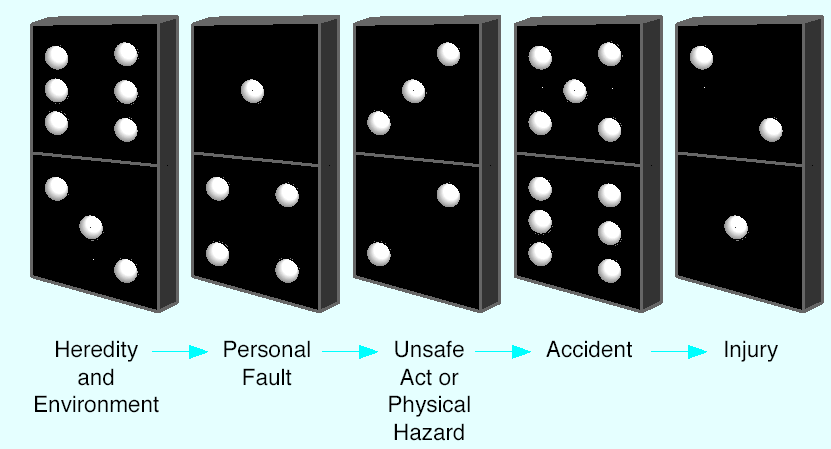 Heredity
and
Environment
Personal
Fault
Unsafe
Act or
Physical
Hazard
Accident
Injury